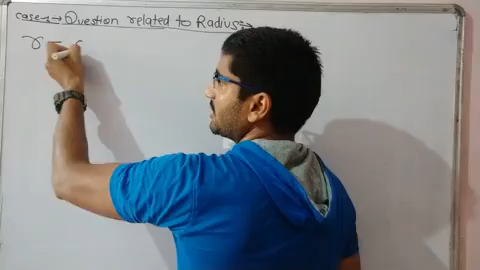 case-1→Question related to Radius:→
r =